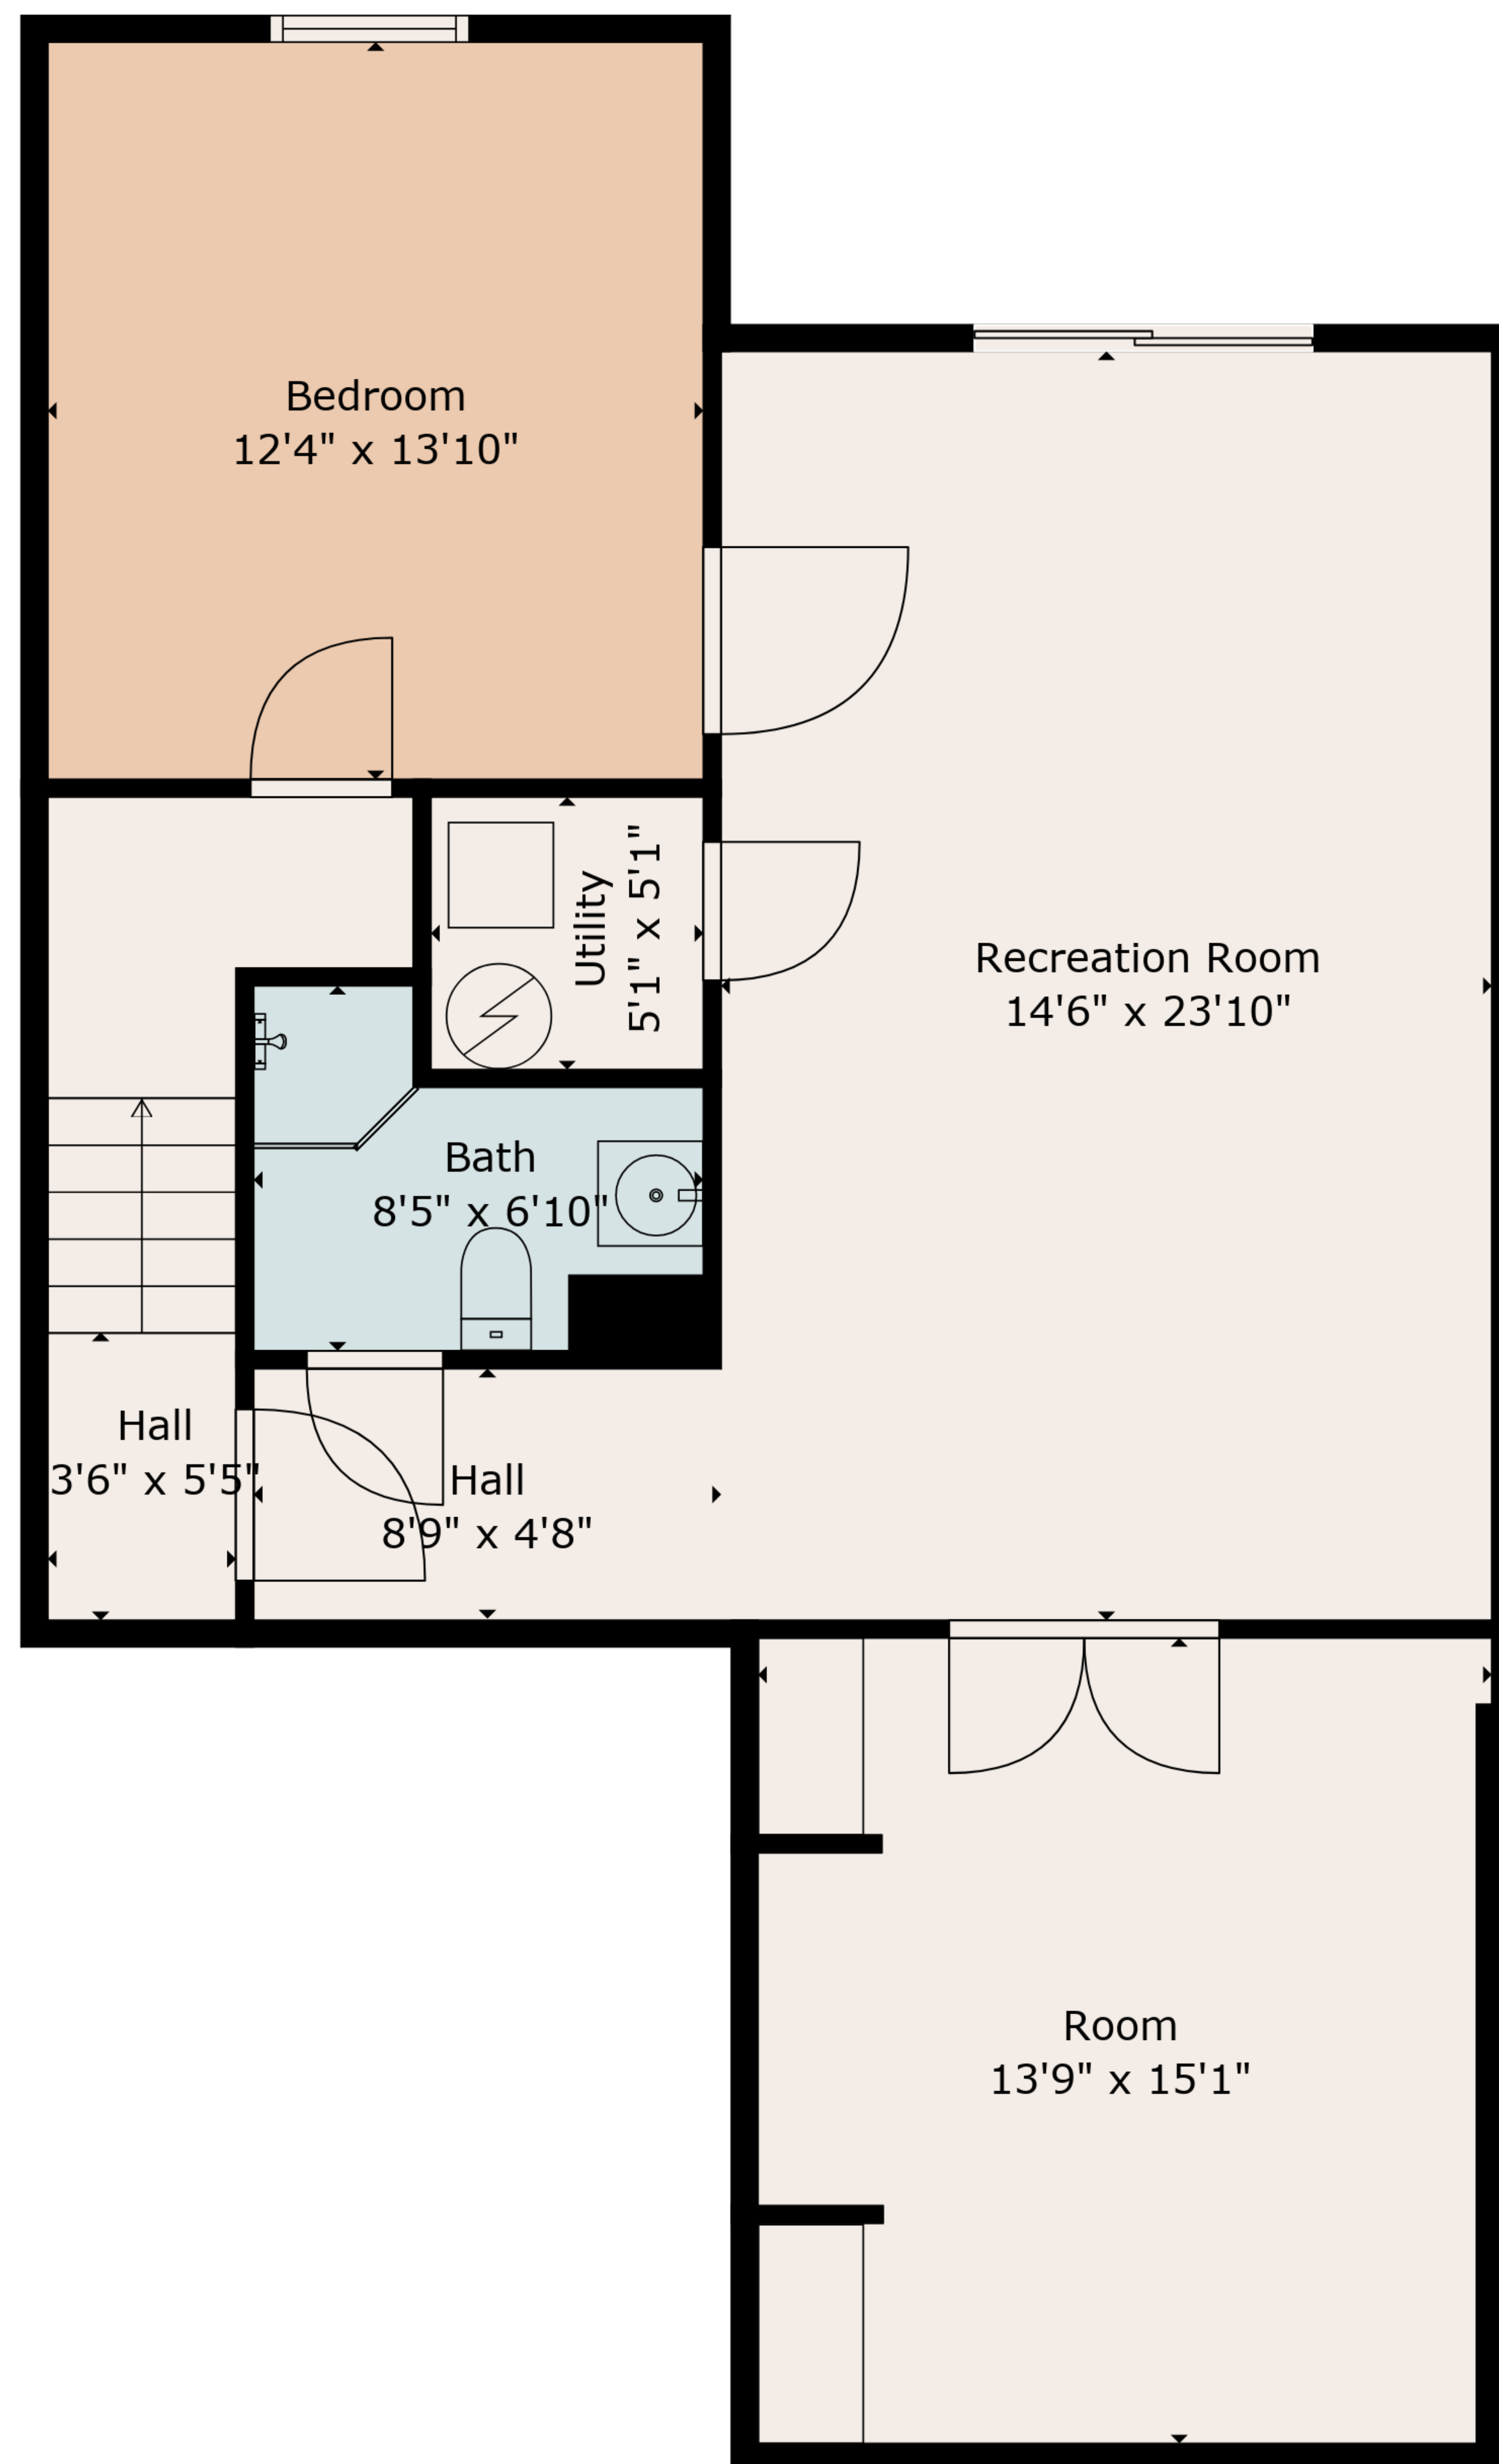 Bedroom
12'4" x 13'10"
Utility
5'1" x 5'1"
Recreation Room
14'6" x 23'10"
Bath
8'5" x 6'10"
Hall
3'6" x 5'5"
Hall
8'9" x 4'8"
Room
13'9" x 15'1"